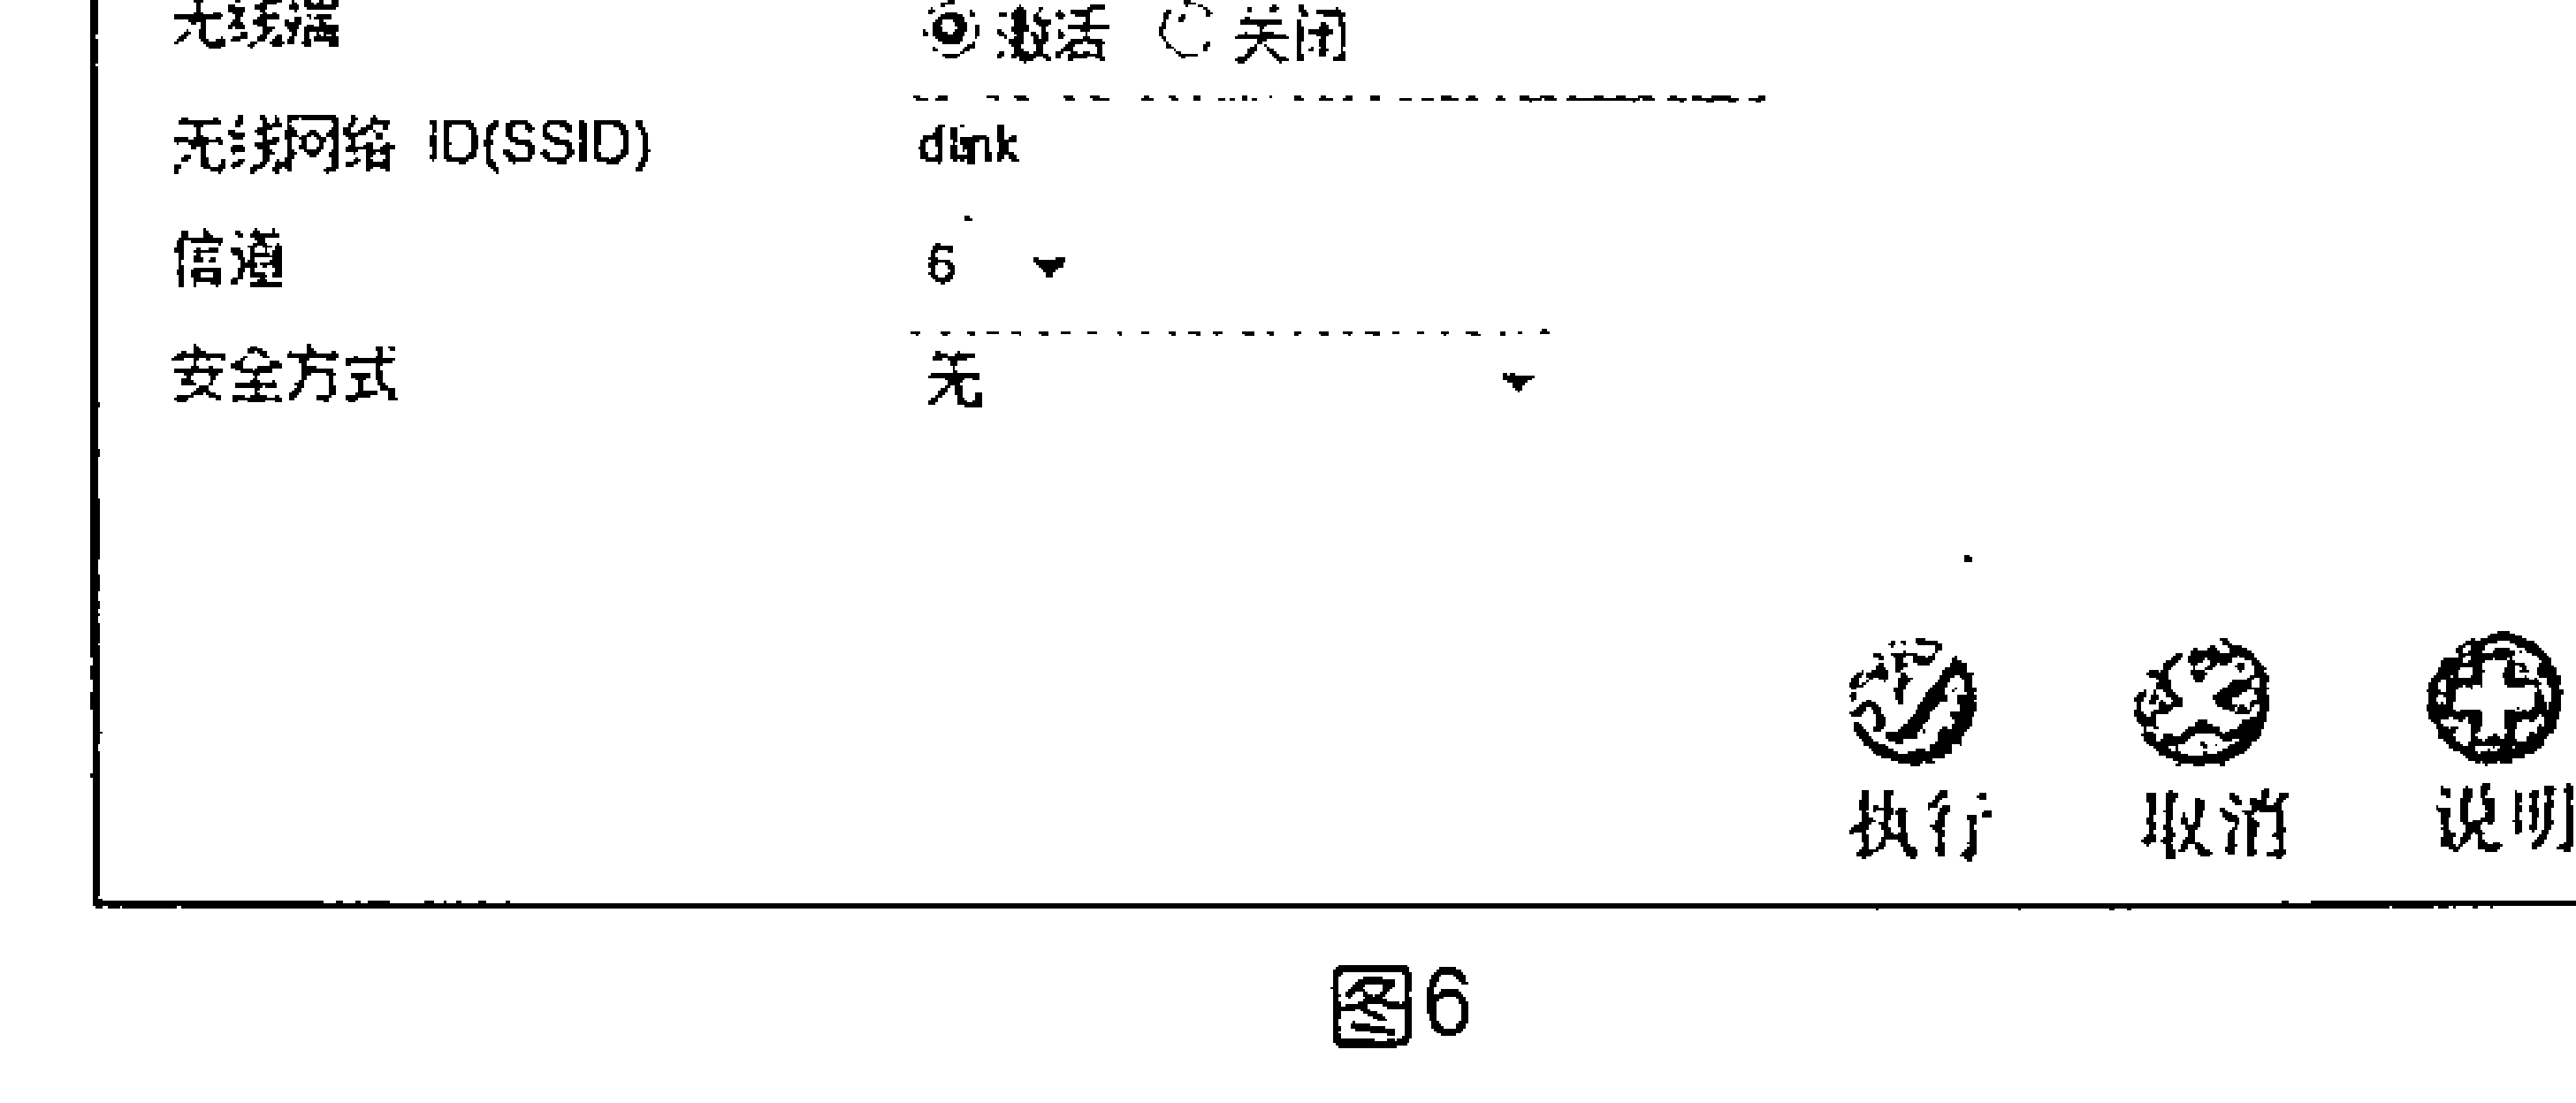 无线端 激活 关闭
无线网络 ID(SSID) dlink
信道 6
安全方式 无
执行 取消 说明
图6